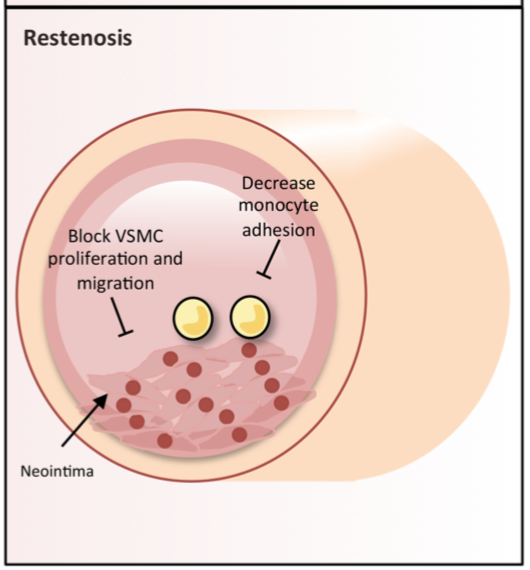 Restenosis
Decrease
monocyte
adhesion
Block VSMC
proliferation and
migration
Neointima